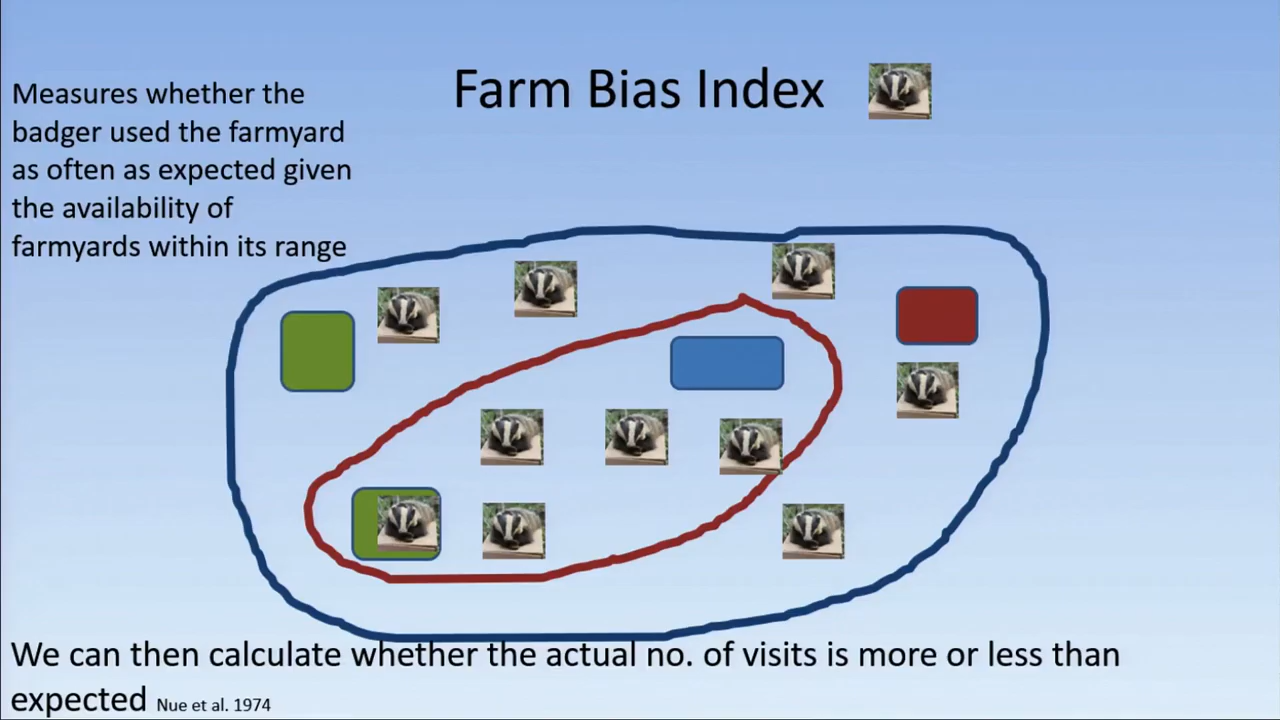 Farm Bias Index
Measures whether the
badger used the farmyard
as often as expected given
the availability of
farmyards within its range
We can then calculate whether the actual no. of visits is more or less than
expected Nue et al. 1974